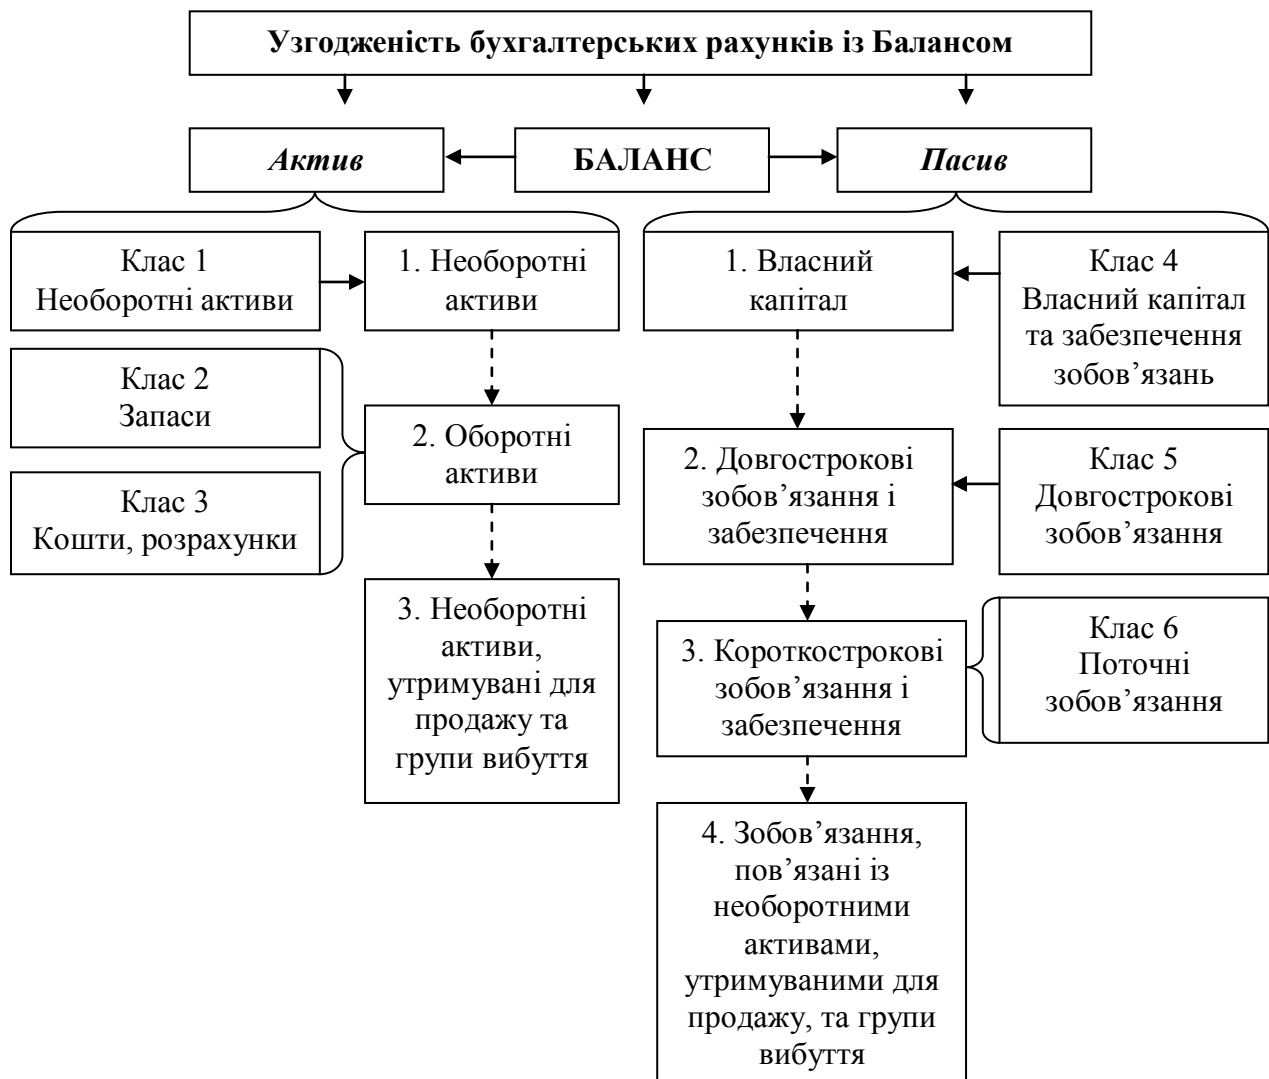 Узгодженість бухгалтерських рахунків із Балансом
Актив
БАЛАНС
Пасив
Клас 1
Необоротні активи
1. Необоротні
активи
1. Власний
капітал
Клас 4
Власний капітал
та забезпечення
зобов’язань
Клас 2
Запаси
2. Оборотні
активи
Клас 3
Кошти, розрахунки
2. Довгострокові
зобов’язання і
забезпечення
Клас 5
Довгострокові
зобов’язання
3. Необоротні
активи,
утримувані для
продажу та
групи вибуття
3. Короткострокові
зобов’язання і
забезпечення
Клас 6
Поточні
зобов’язання
4. Зобов’язання,
пов’язані із
необоротними
активами,
утримуваними для
продажу, та групи
вибуття